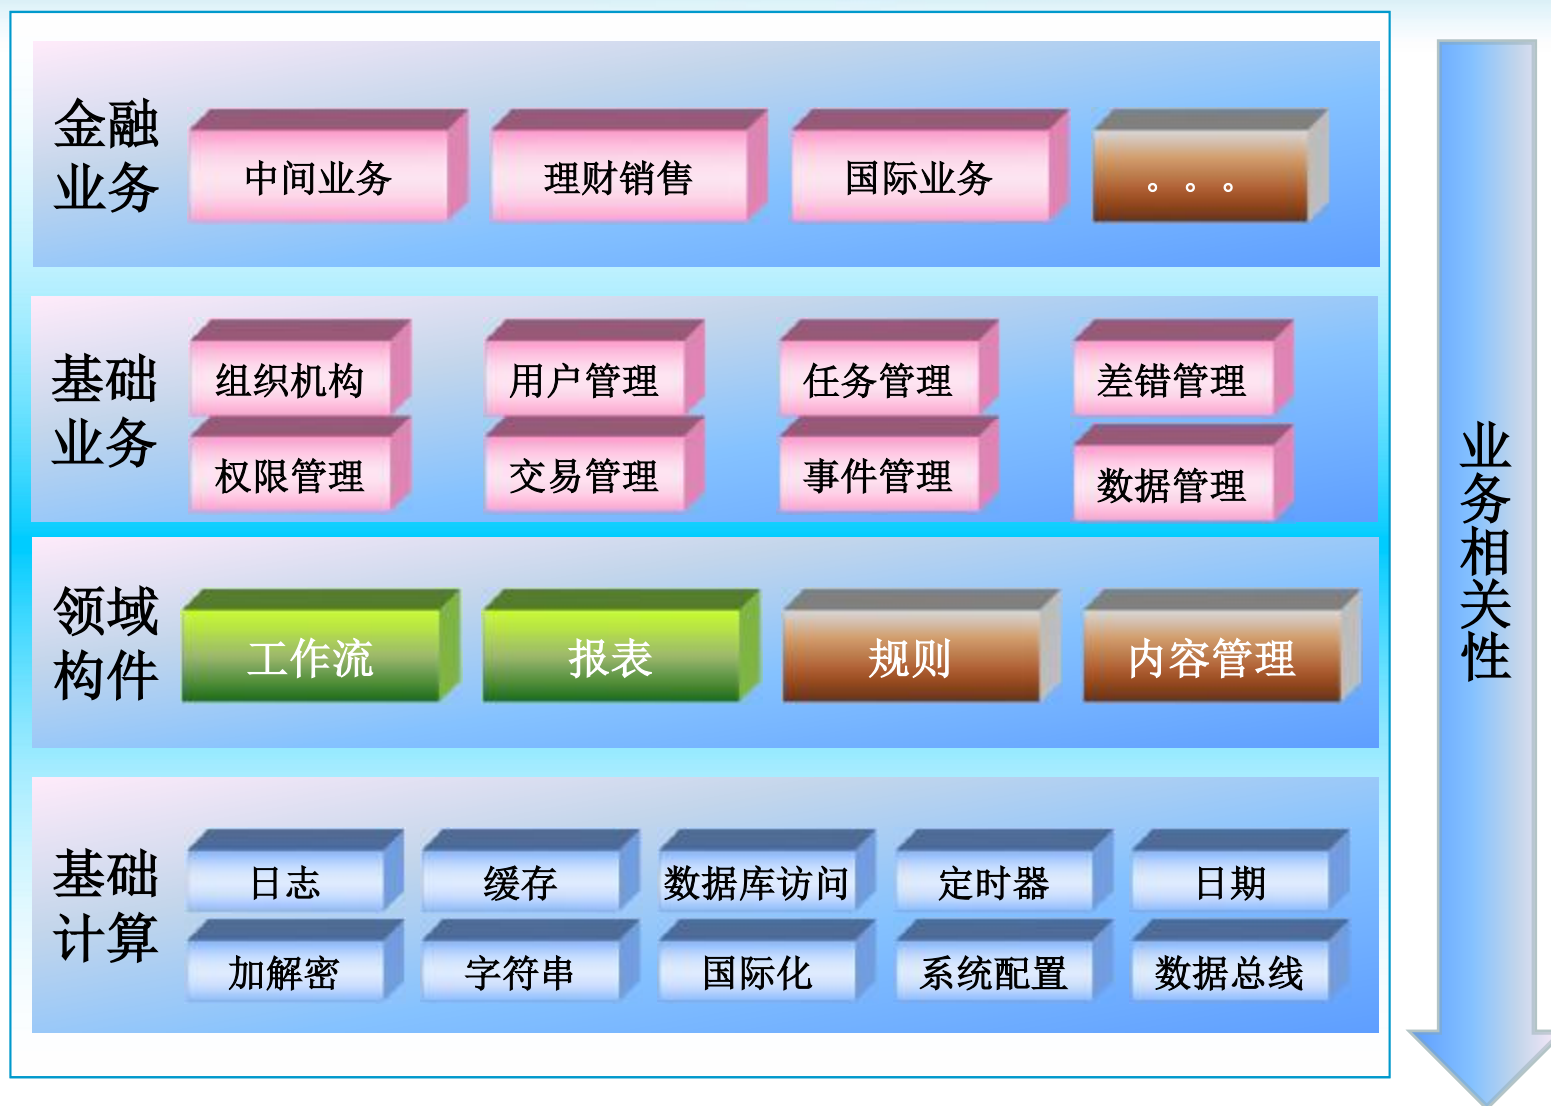 金融
业务
中间业务
理财销售
国际业务
。。。
基础
业务
组织机构
用户管理
任务管理
差错管理
权限管理
交易管理
事件管理
数据管理
领域
构件
工作流
报表
规则
内容管理
基础
计算
日志
缓存
数据库访问
定时器
日期
加解密
字符串
国际化
系统配置
数据总线
业务相关性